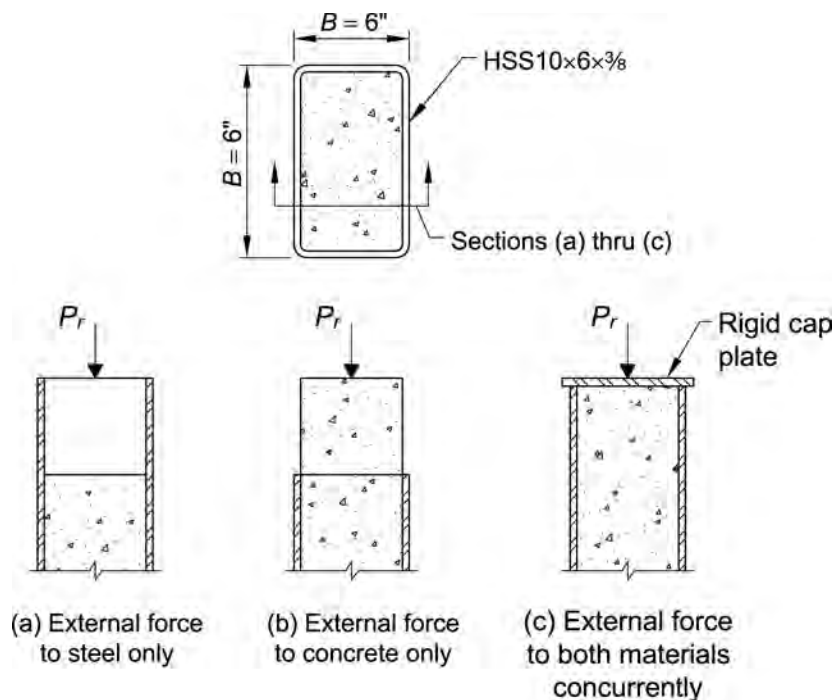 B = 6"
HSS10×6×⅜
B = 6"
Sections (a) thru (c)
Pr
Pr
Pr
Rigid cap
plate
(a) External force
to steel only
(b) External force
to concrete only
(c) External force
to both materials
concurrently